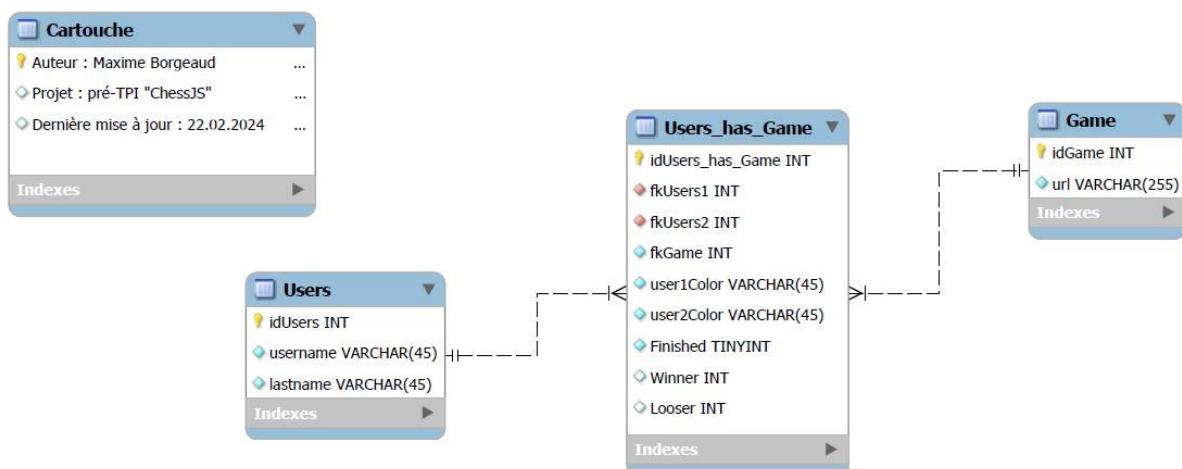 Cartouche
Auteur : Maxime Borgeaud ...
Projet : pré-TPI "ChessJS" ...
Dernière mise à jour : 22.02.2024 ...
Indexes
Users
idUsers INT
username VARCHAR(45)
lastname VARCHAR(45)
Indexes
Users_has_Game
idUsers_has_Game INT
fkUsers1 INT
fkUsers2 INT
fkGame INT
user1Color VARCHAR(45)
user2Color VARCHAR(45)
Finished TINYINT
Winner INT
Looser INT
Indexes
Game
idGame INT
url VARCHAR(255)
Indexes